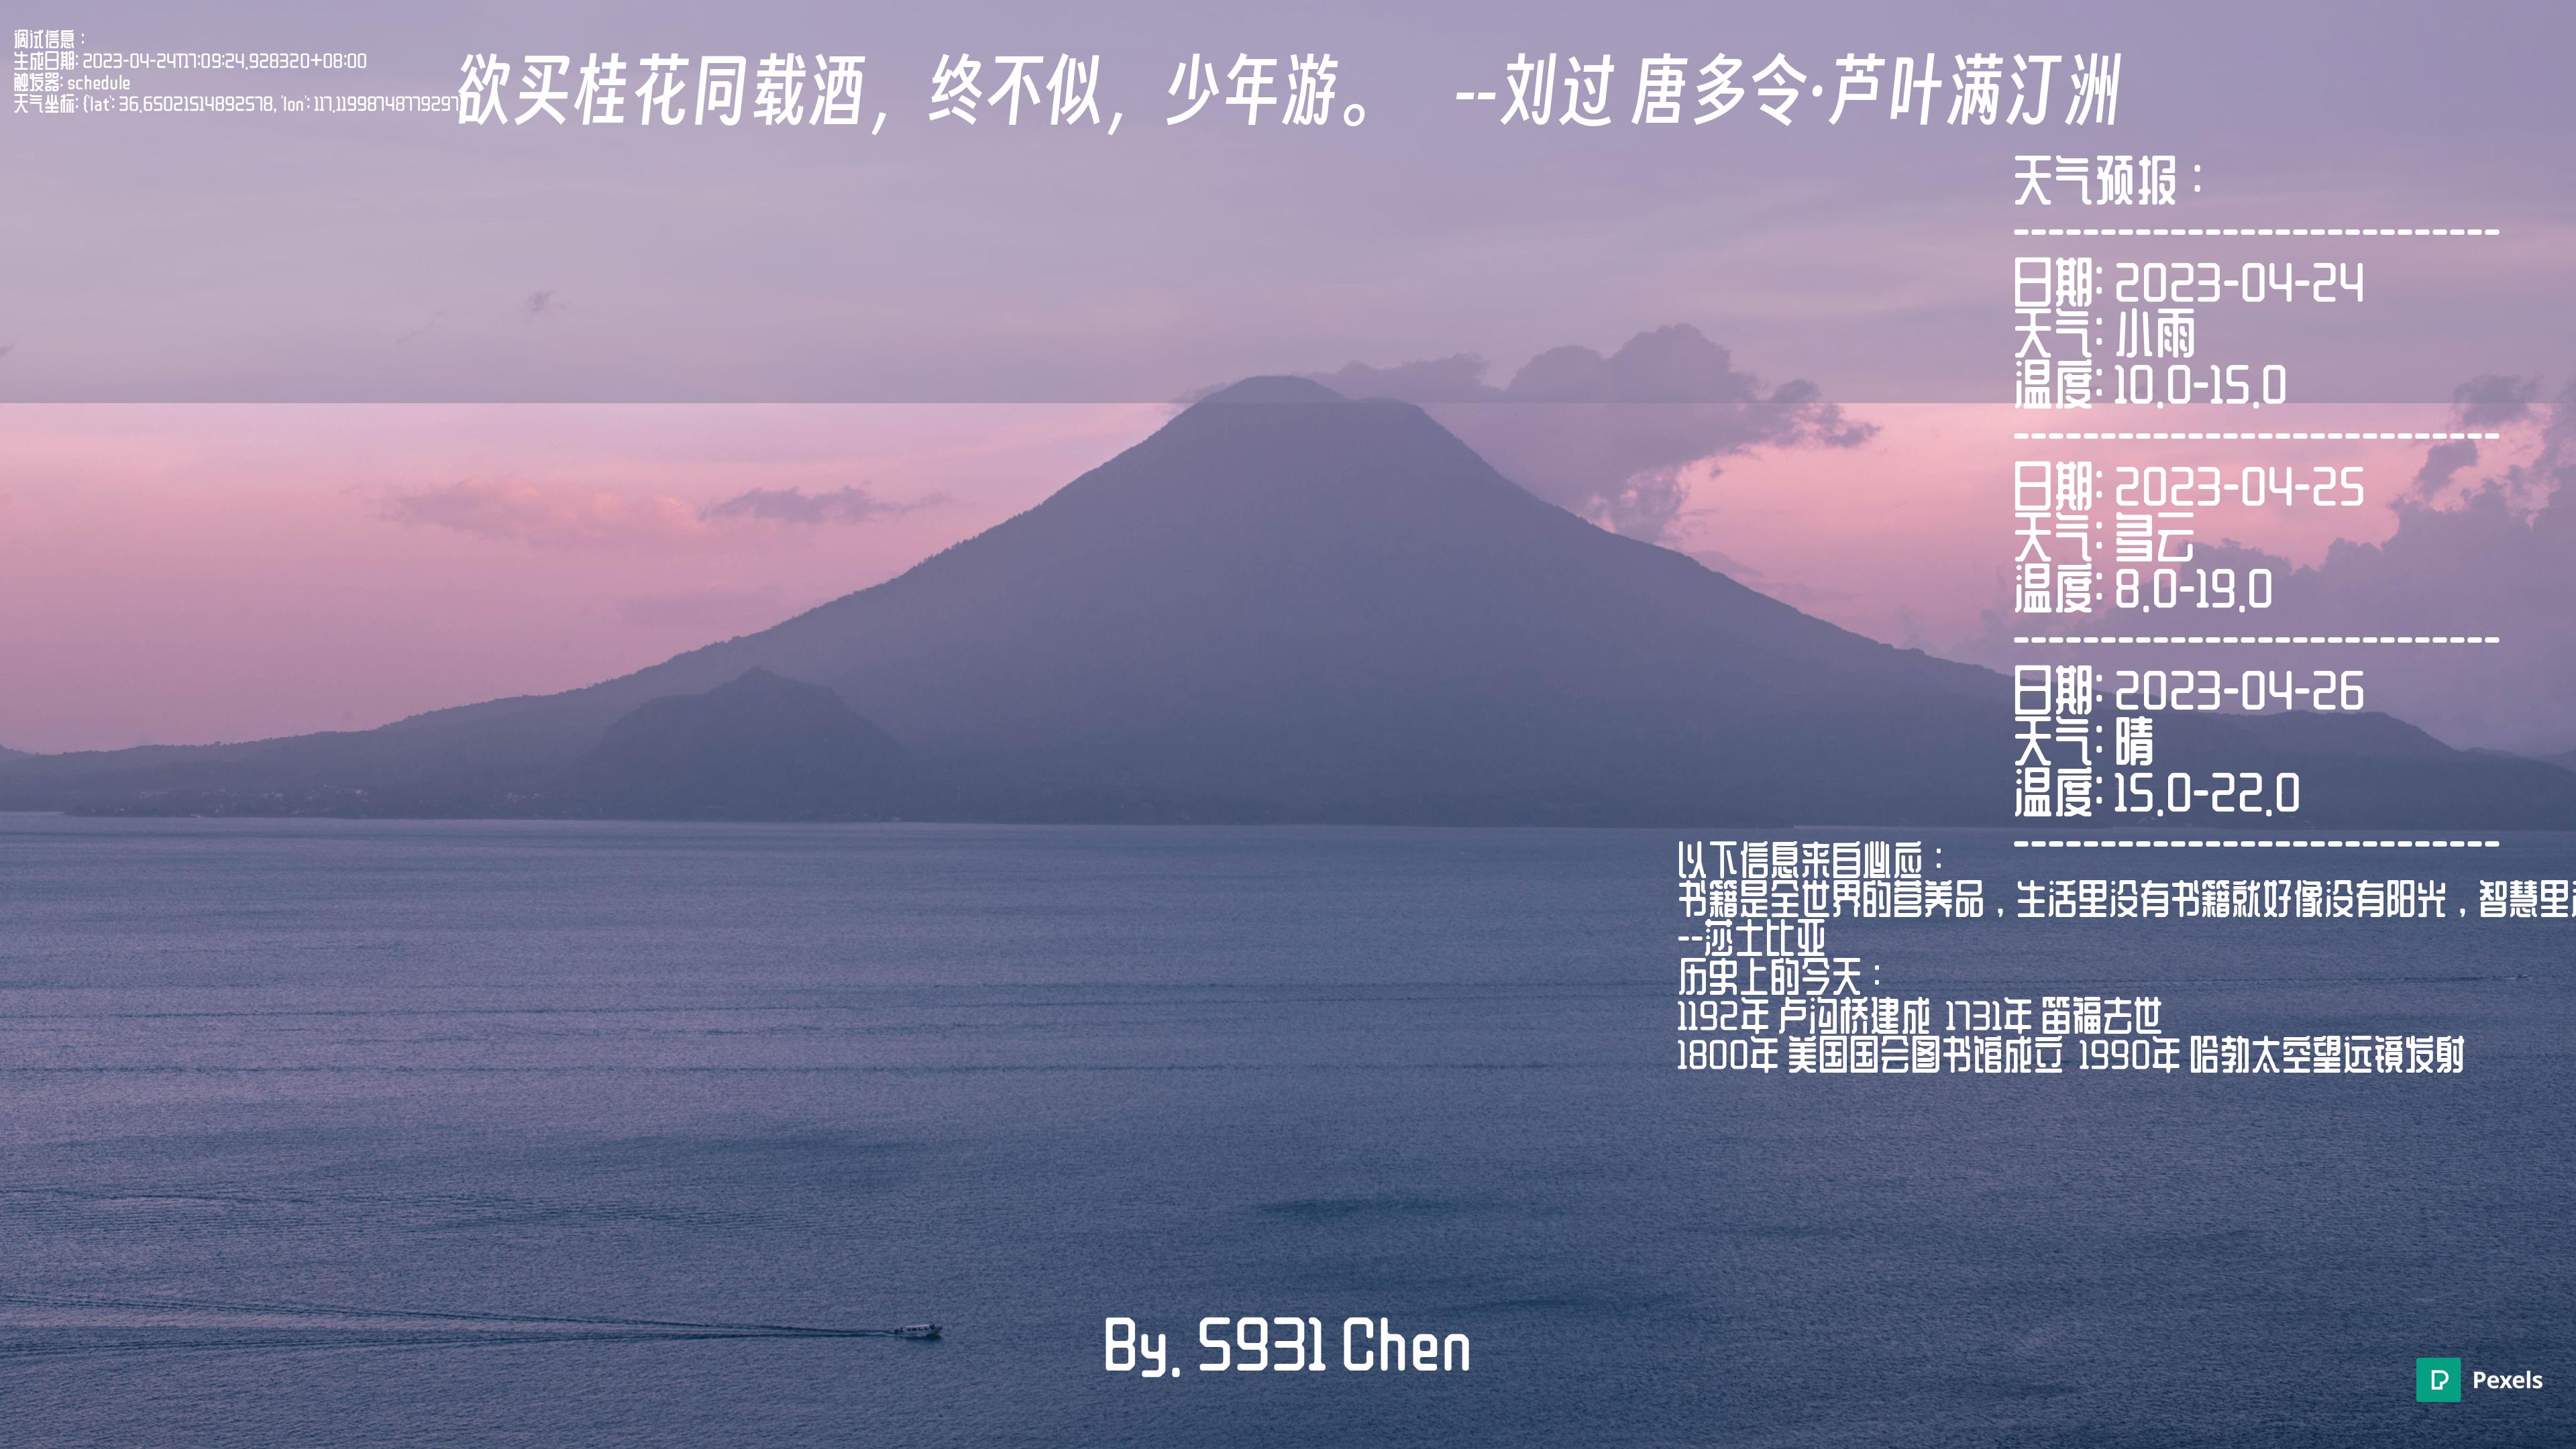 调试信息：
生成日期: 2023-04-24T17:09:24.928320+08:00
触发器: schedule
天气坐标: {'lat': 36.65021514892578, 'lon': 117.11998748779297}
欲买桂花同载酒，终不似，少年游。 --刘过 唐多令·芦叶满汀洲
天气预报：
----------------------------
日期: 2023-04-24
天气: 小雨
温度: 10.0-15.0
----------------------------
日期: 2023-04-25
天气: 多云
温度: 8.0-19.0
----------------------------
日期: 2023-04-26
天气: 晴
温度: 15.0-22.0
----------------------------
以下信息来自必应：
书籍是全世界的营养品，生活里没有书籍就好像没有阳光，智慧里
--莎士比亚
历史上的今天：
1192年 卢沟桥建成 1731年 笛福去世
1800年 美国国会图书馆成立 1990年 哈勃太空望远镜发射
By. S931 Chen
Pexels